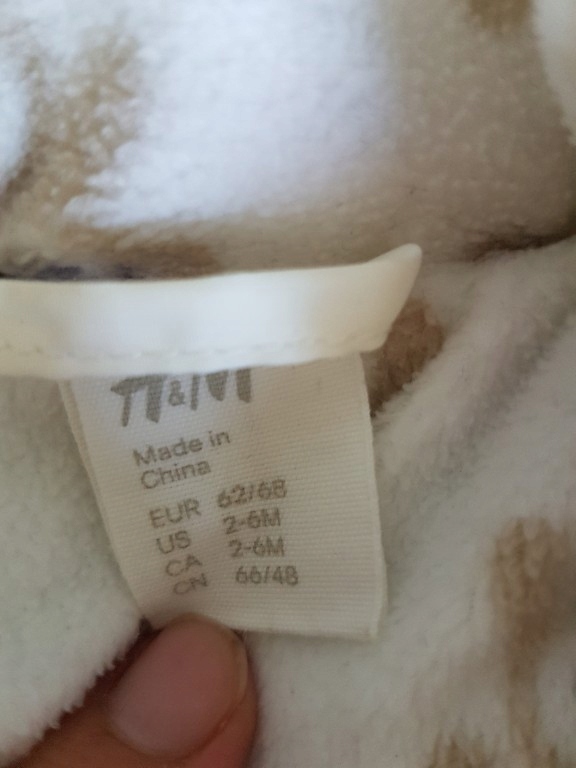 H&M
Made in
China
EUR 62/68
US 2-6M
CA 2-6M
CN 66/48